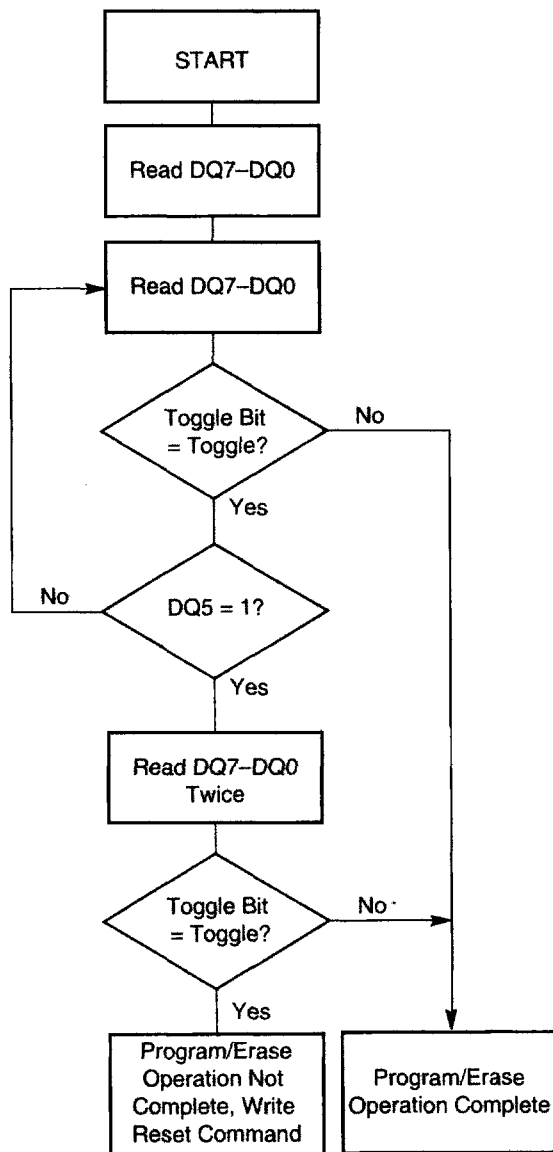 START
Read DQ7–DQ0
Read DQ7–DQ0
Toggle Bit
= Toggle?
No
Yes
No
DQ5 = 1?
Yes
Read DQ7–DQ0
Twice
Toggle Bit
= Toggle?
No
Yes
Program/Erase
Operation Not
Complete, Write
Reset Command
Program/Erase
Operation Complete